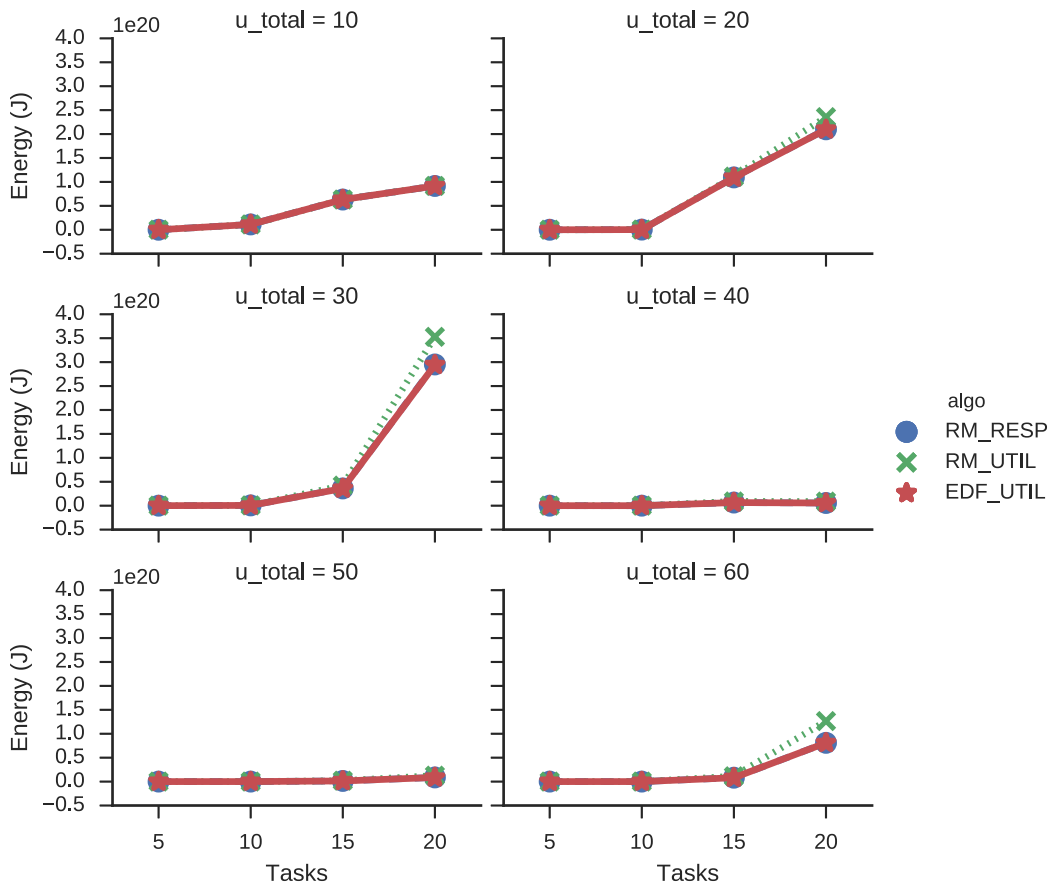 u_total = 10
u_total = 20
1e20
4.0
3.5
3.0
2.5
2.0
1.0
0.5
0.0
−0.5
Energy (J)
u_total = 30
u_total = 40
1e20
4.0
3.5
3.0
2.5
2.0
1.0
0.5
0.0
−0.5
Energy (J)
algo
RM_RESP
RM_UTIL
EDF_UTIL
u_total = 50
u_total = 60
1e20
4.0
3.5
3.0
2.5
2.0
1.5
1.0
0.5
0.0
−0.5
Energy (J)
5 10 15 20
5 10 15 20
Tasks
Tasks